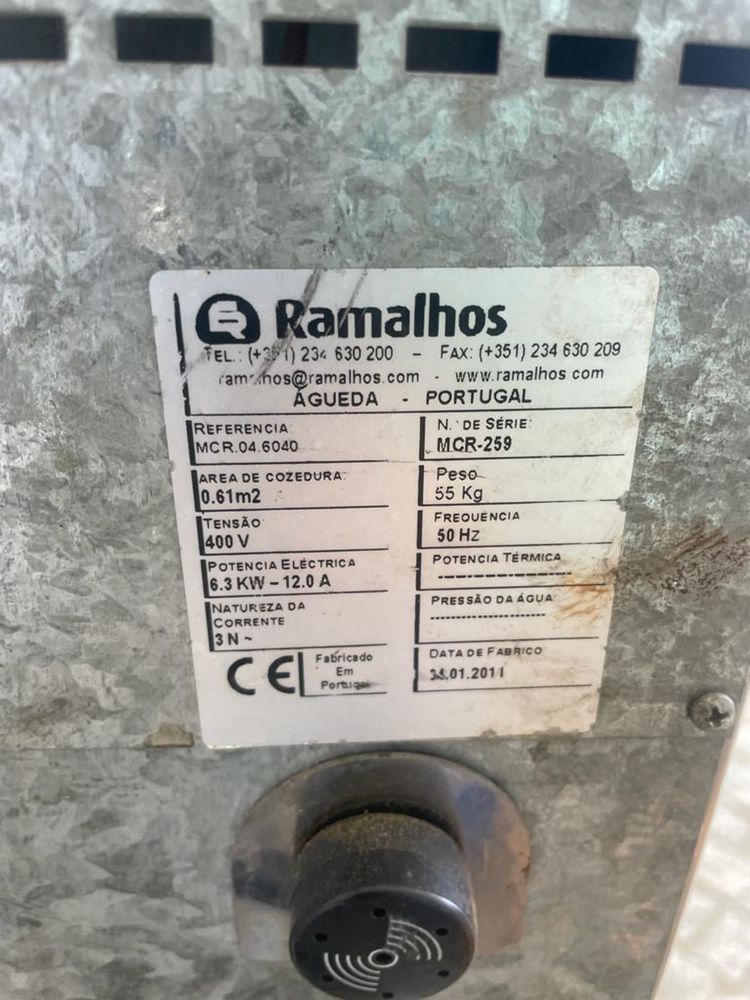 Ramalhos
TEL.: (+351) 234 630 200 – FAX: (+351) 234 630 209
ramalhos@ramalhos.com - www.ramalhos.com
ÁGUEDA - PORTUGAL
REFERENCIA:
MCR.04.6040
N.º DE SÉRIE:
MCR-259
AREA DE COZEDURA:
0.61m2
Peso
55 Kg
TENSÃO
400 V
FREQUÊNCIA
50 Hz
POTENCIA ELÉCTRICA
6.3 KW – 12.0 A
POTENCIA TÉRMICA
--------------------
NATUREZA DA
CORRENTE
3 N ~
PRESSÃO DA ÁGUA
--------------------
CE
Fabricado
Em
Portugal
DATA DE FABRICO
.01.2011